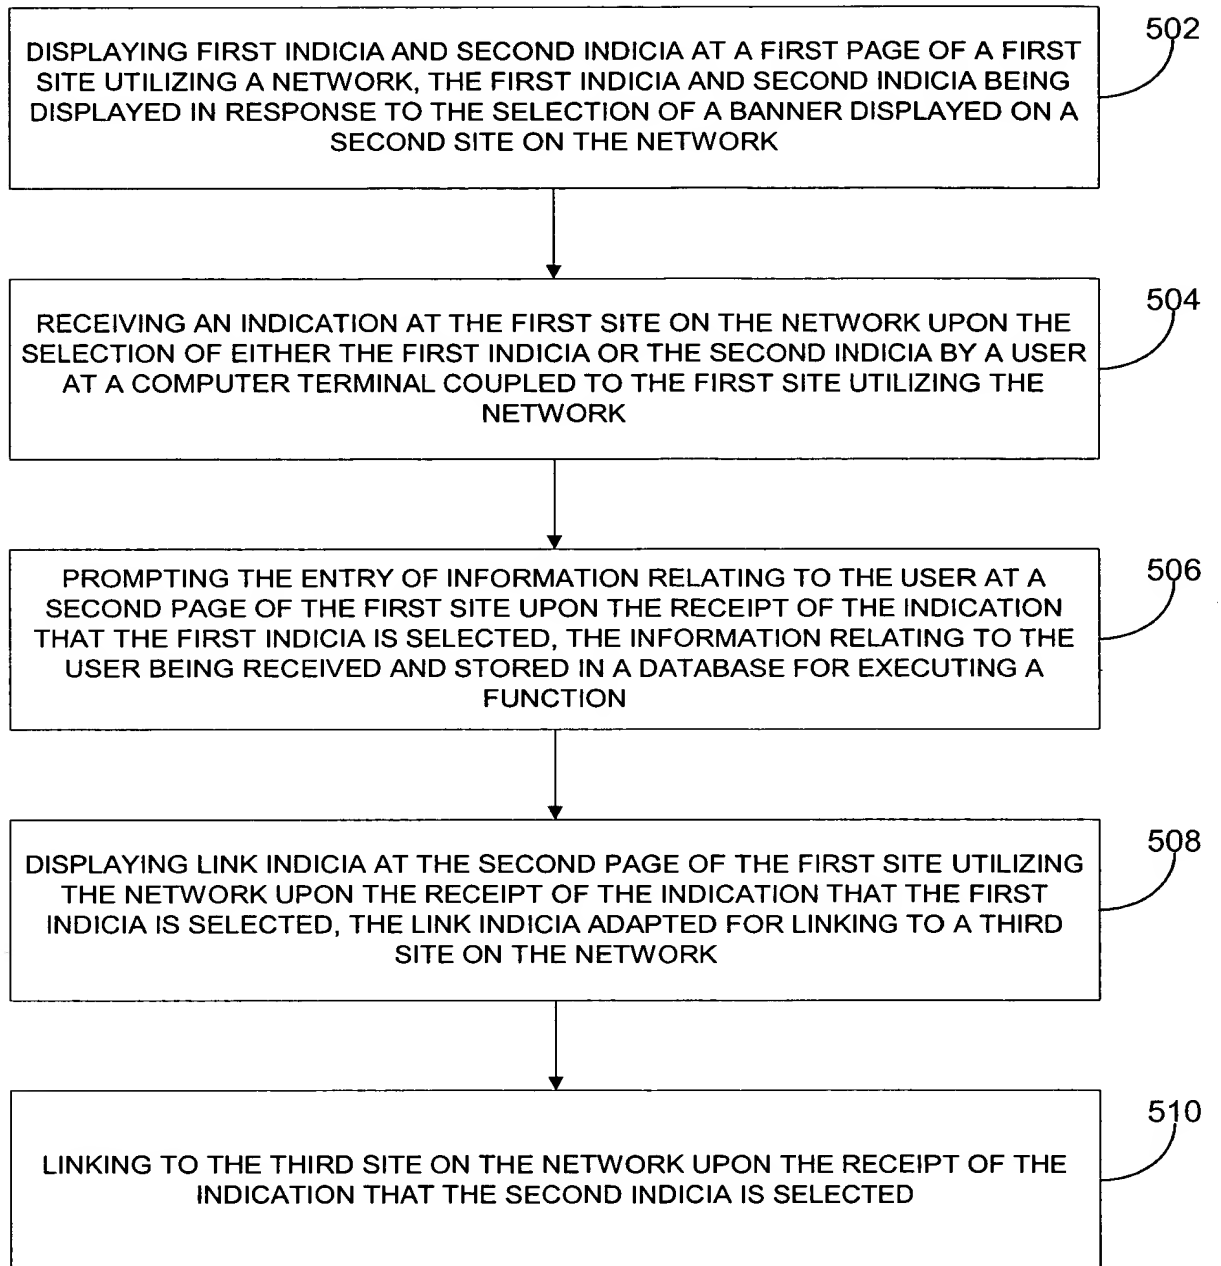 502
DISPLAYING FIRST INDICIA AND SECOND INDICIA AT A FIRST PAGE OF A FIRST
SITE UTILIZING A NETWORK, THE FIRST INDICIA AND SECOND INDICIA BEING
DISPLAYED IN RESPONSE TO THE SELECTION OF A BANNER DISPLAYED ON A
SECOND SITE ON THE NETWORK
504
RECEIVING AN INDICATION AT THE FIRST SITE ON THE NETWORK UPON THE
SELECTION OF EITHER THE FIRST INDICIA OR THE SECOND INDICIA BY A USER
AT A COMPUTER TERMINAL COUPLED TO THE FIRST SITE UTILIZING THE
NETWORK
506
PROMPTING THE ENTRY OF INFORMATION RELATING TO THE USER AT A
SECOND PAGE OF THE FIRST SITE UPON THE RECEIPT OF THE INDICATION
THAT THE FIRST INDICIA IS SELECTED, THE INFORMATION RELATING TO THE
USER BEING RECEIVED AND STORED IN A DATABASE FOR EXECUTING A
FUNCTION
508
DISPLAYING LINK INDICIA AT THE SECOND PAGE OF THE FIRST SITE UTILIZING
THE NETWORK UPON THE RECEIPT OF THE INDICATION THAT THE FIRST
INDICIA IS SELECTED, THE LINK INDICIA ADAPTED FOR LINKING TO A THIRD
SITE ON THE NETWORK
510
LINKING TO THE THIRD SITE ON THE NETWORK UPON THE RECEIPT OF THE
INDICATION THAT THE SECOND INDICIA IS SELECTED